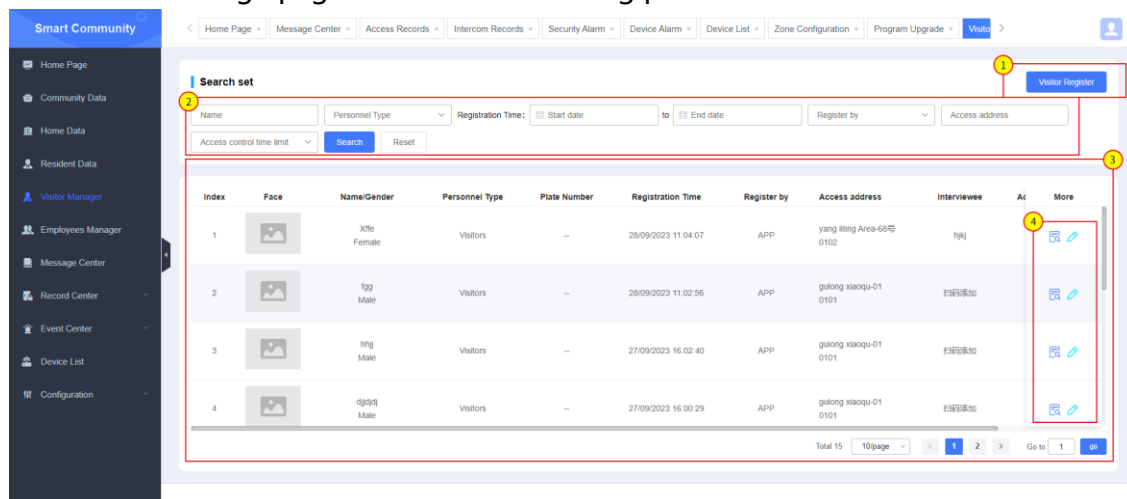 Smart Community
Home Page × Message Center × Access Records × Intercom Records × Security Alarm × Device Alarm × Device List × Zone Configuration × Program Upgrade × Visito
Home Page
Community Data
Home Data
Resident Data
Visitor Manager
Employees Manager
Message Center
Record Center
Event Center
Device List
Configuration
Search set
1
Visitor Register
2
Name Personnel Type Registration Time: Start date to End date Register by Access address
Access control time limit Search Reset
3
Index Face Name/Gender Personnel Type Plate Number Registration Time Register by Access address Interviewee Ac More
4
1 Xffe Female Visitors -- 28/09/2023 11:04:07 APP yang liting Area-68号 0102 hjkj
2 fgg Male Visitors -- 28/09/2023 11:02:56 APP gulong xiaoqu-01 0101 扫码添加
3 hhjj Male Visitors -- 27/09/2023 16:02:40 APP gulong xiaoqu-01 0101 扫码添加
4 djjdjdj Male Visitors -- 27/09/2023 16:00:29 APP gulong xiaoqu-01 0101 扫码添加
Total 15 10/page < 1 2 > Go to 1 go